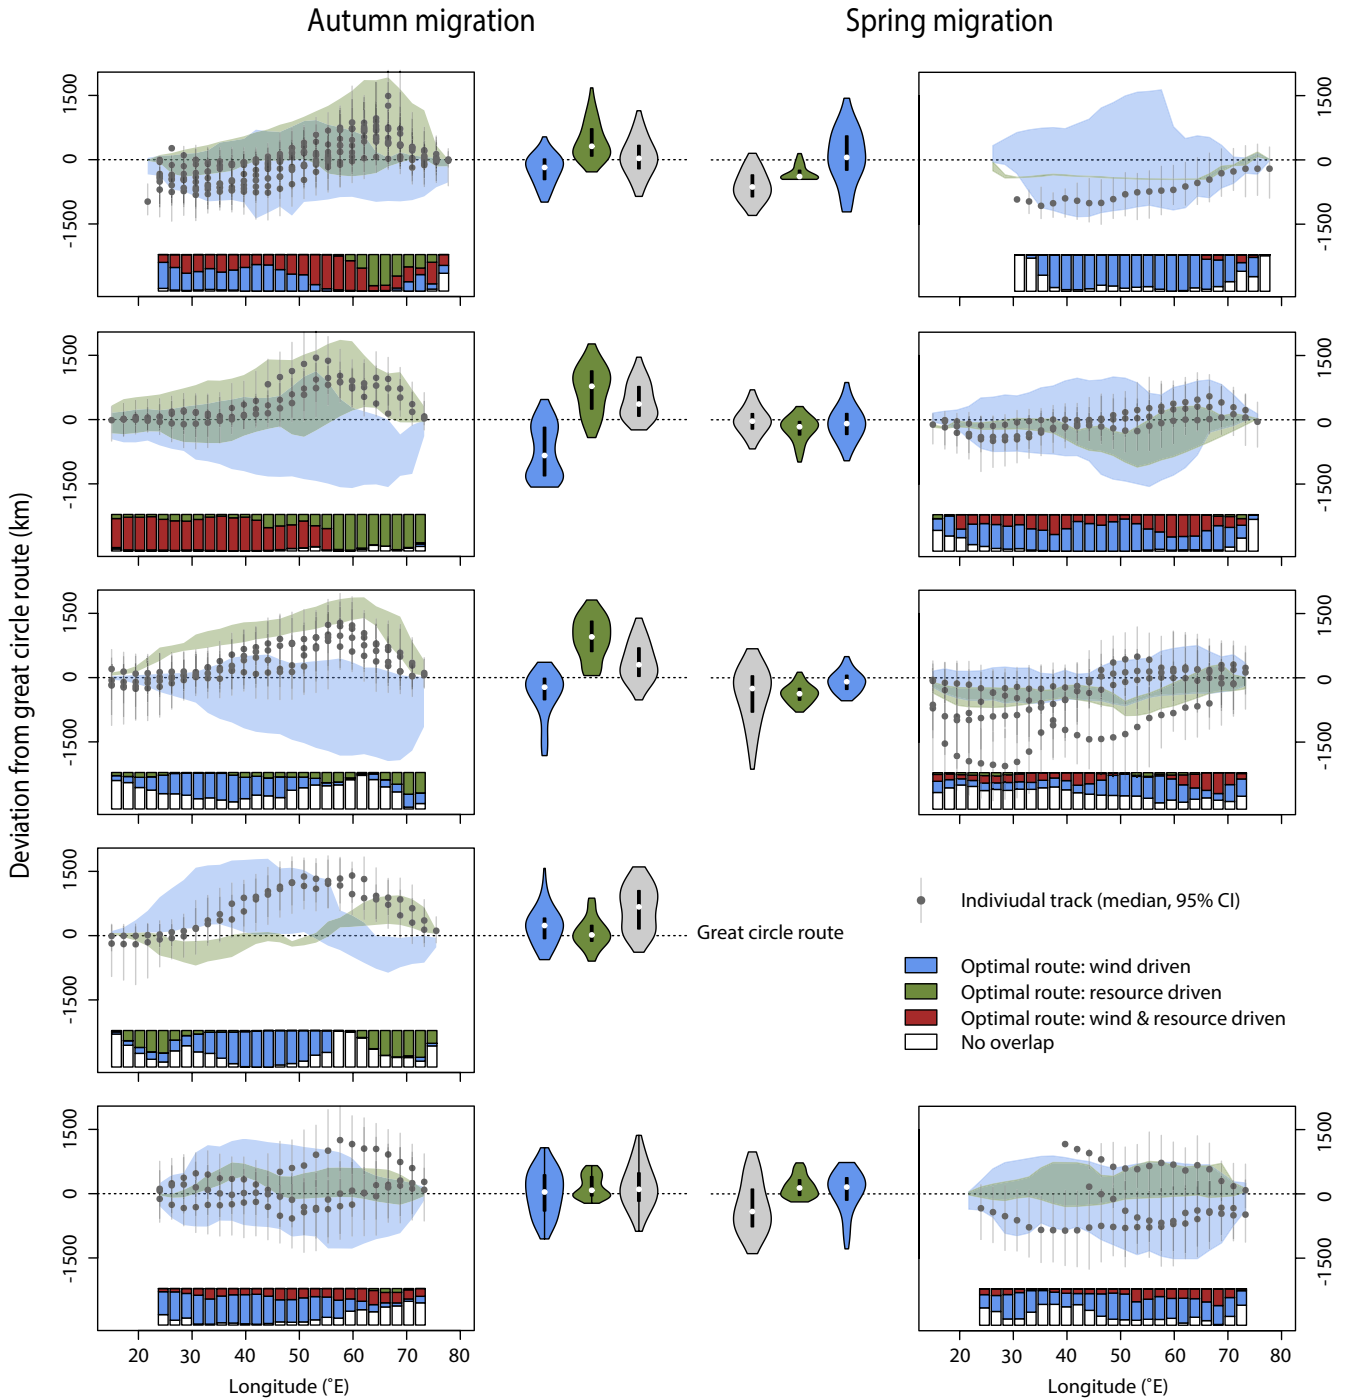 Autumn migration
Spring migration
Deviation from great circle route (km)
1500
0
-1500
1500
0
-1500
1500
0
-1500
1500
0
-1500
1500
0
-1500
1500
0
-1500
1500
0
-1500
1500
0
-1500
Great circle route
Indiviudal track (median, 95% CI)
Optimal route: wind driven
Optimal route: resource driven
Optimal route: wind & resource driven
No overlap
1500
0
-1500
20 30 40 50 60 70 80
20 30 40 50 60 70 80
Longitude (˚E)
Longitude (˚E)